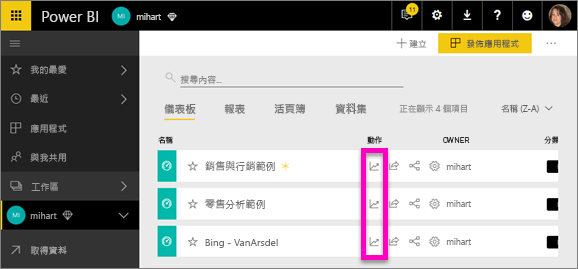 Power BI MI mihart 11
＋建立 發佈應用程式
我的最愛
最近
應用程式
與我共用
工作區
MI mihart
取得資料
搜尋內容...
儀表板 報表 活頁簿 資料集 正在顯示 4 個項目 名稱 (Z-A)
名稱 動作 OWNER 分類
銷售與行銷範例 mihart
零售分析範例 mihart
Bing - VanArsdel mihart